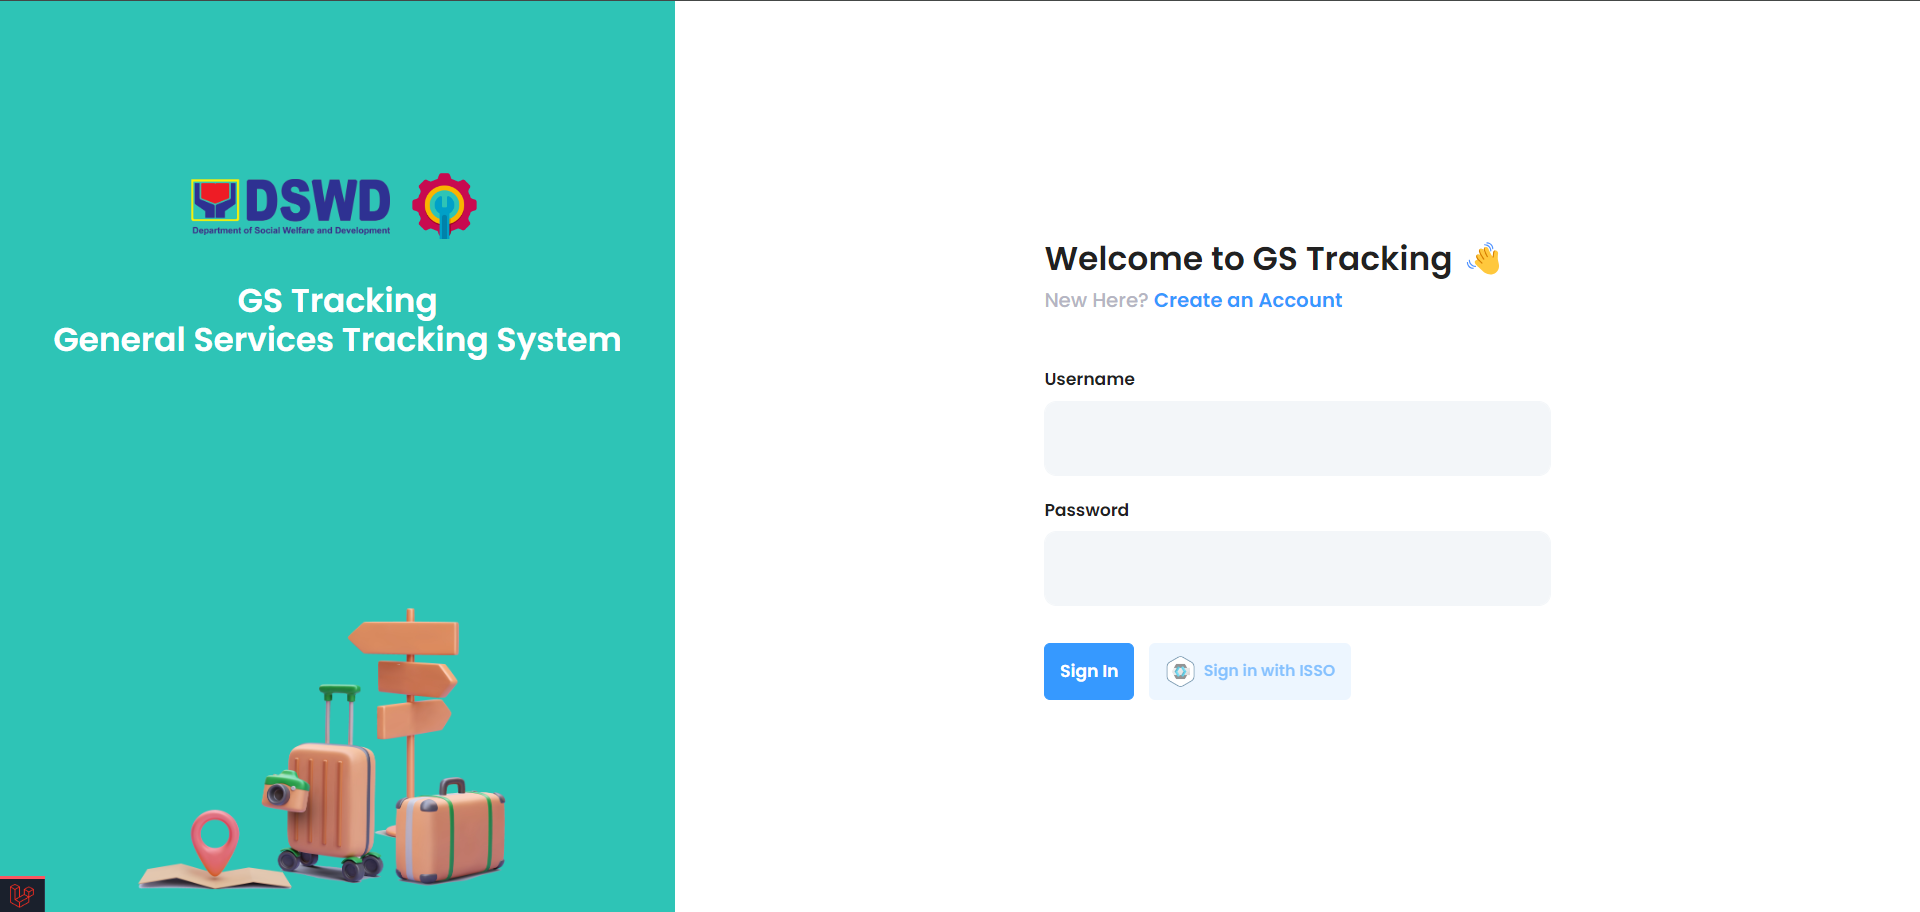 DSWD
Department of Social Welfare and Development
GS Tracking
General Services Tracking System
Welcome to GS Tracking
New Here? Create an Account
Username
Password
Sign In
Sign in with ISSO